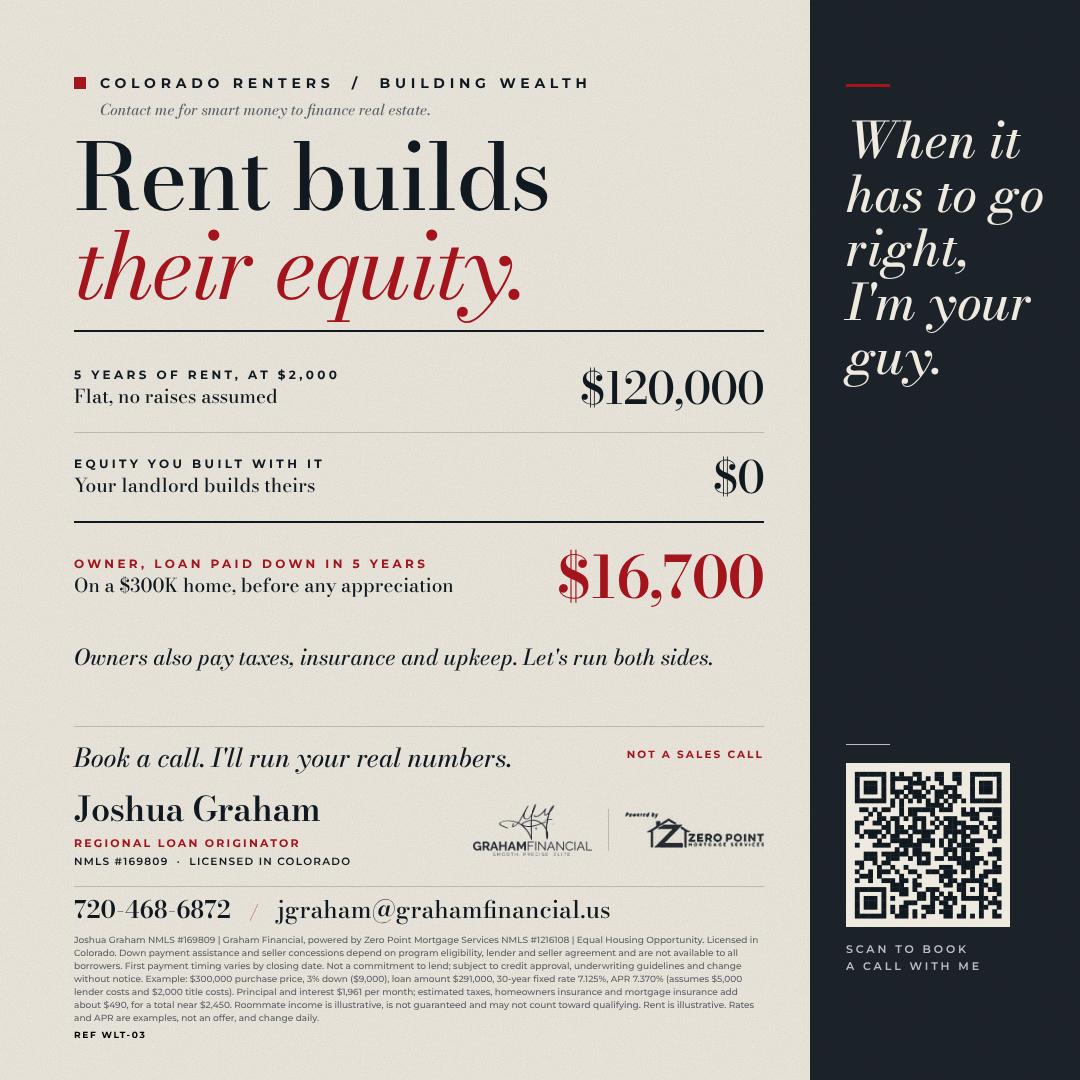 COLORADO RENTERS / BUILDING WEALTH
Contact me for smart money to finance real estate.
Rent builds
their equity.
5 YEARS OF RENT, AT $2,000
Flat, no raises assumed
$120,000
EQUITY YOU BUILT WITH IT
Your landlord builds theirs
$0
OWNER, LOAN PAID DOWN IN 5 YEARS
On a $300K home, before any appreciation
$16,700
Owners also pay taxes, insurance and upkeep. Let's run both sides.
Book a call. I'll run your real numbers.
NOT A SALES CALL
Joshua Graham
REGIONAL LOAN ORIGINATOR
NMLS #169809 · LICENSED IN COLORADO
GRAHAMFINANCIAL
SMOOTH. PRECISE. ELITE.
Powered by
ZERO POINT
MORTGAGE SERVICES
720-468-6872 / jgraham@grahamfinancial.us
Joshua Graham NMLS #169809 | Graham Financial, powered by Zero Point Mortgage Services NMLS #1216108 | Equal Housing Opportunity. Licensed in
Colorado. Down payment assistance and seller concessions depend on program eligibility, lender and seller agreement and are not available to all
borrowers. First payment timing varies by closing date. Not a commitment to lend; subject to credit approval, underwriting guidelines and change
without notice. Example: $300,000 purchase price, 3% down ($9,000), loan amount $291,000, 30-year fixed rate 7.125%, APR 7.370% (assumes $5,000
lender costs and $2,000 title costs). Principal and interest $1,961 per month; estimated taxes, homeowners insurance and mortgage insurance add
about $490, for a total near $2,450. Roommate income is illustrative, is not guaranteed and may not count toward qualifying. Rent is illustrative. Rates
and APR are examples, not an offer, and change daily.
REF WLT-03
When it
has to go
right,
I'm your
guy.
SCAN TO BOOK
A CALL WITH ME